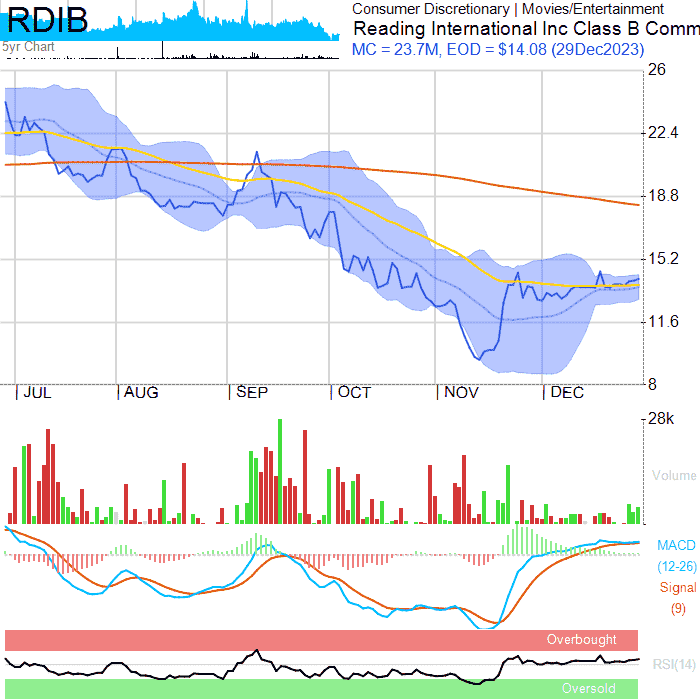 RDIB
5yr Chart
Consumer Discretionary | Movies/Entertainment
Reading International Inc Class B Comm
MC = 23.7M, EOD = $14.08 (29Dec2023)
26
22.4
18.8
15.2
11.6
8
JUL AUG SEP OCT NOV DEC
28k
Volume
MACD
(12-26)
Signal
(9)
Overbought
RSI(14)
Oversold